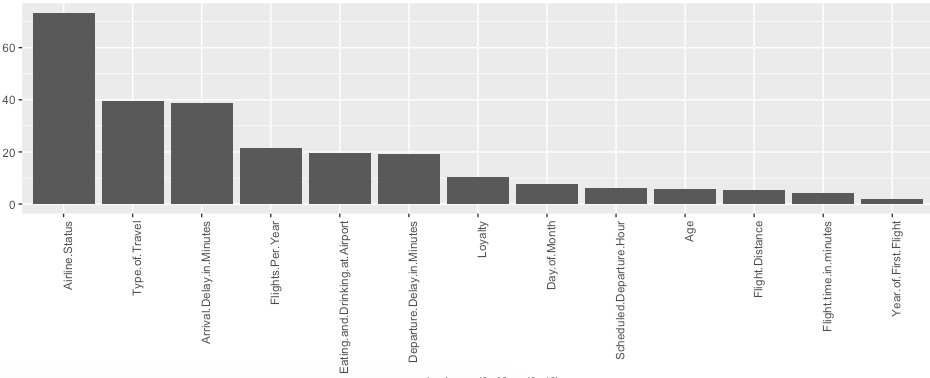 60
40
20
0
Airline.Status
Type.of.Travel
Arrival.Delay.in.Minutes
Flights.Per.Year
Eating.and.Drinking.at.Airport
Departure.Delay.in.Minutes
Loyalty
Day.of.Month
Scheduled.Departure.Hour
Age
Flight.Distance
Flight.time.in.minutes
Year.of.First.Flight